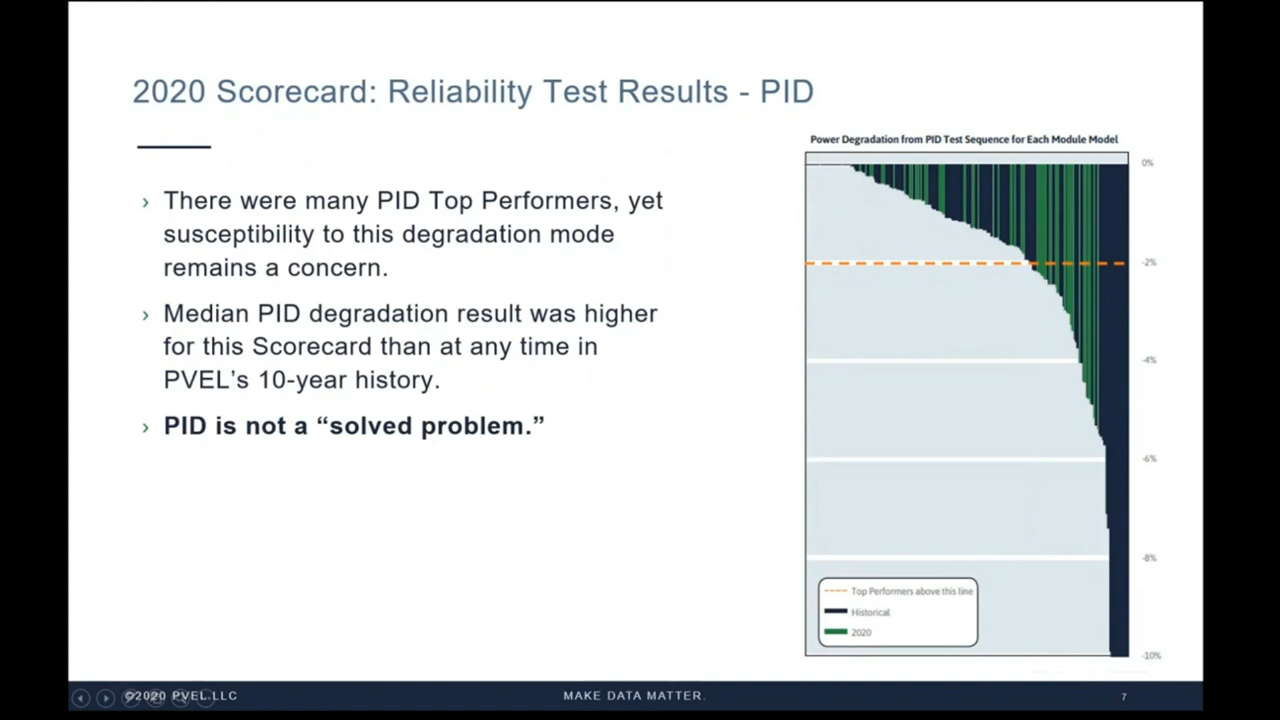 2020 Scorecard: Reliability Test Results - PID
› There were many PID Top Performers, yet
susceptibility to this degradation mode
remains a concern.
› Median PID degradation result was higher
for this Scorecard than at any time in
PVEL’s 10-year history.
› PID is not a “solved problem.”
Power Degradation from PID Test Sequence for Each Module Model
0%
-2%
-4%
-6%
-8%
-10%
Top Performers above this line
Historical
2020
©2020 PVEL.LLC
MAKE DATA MATTER.
7